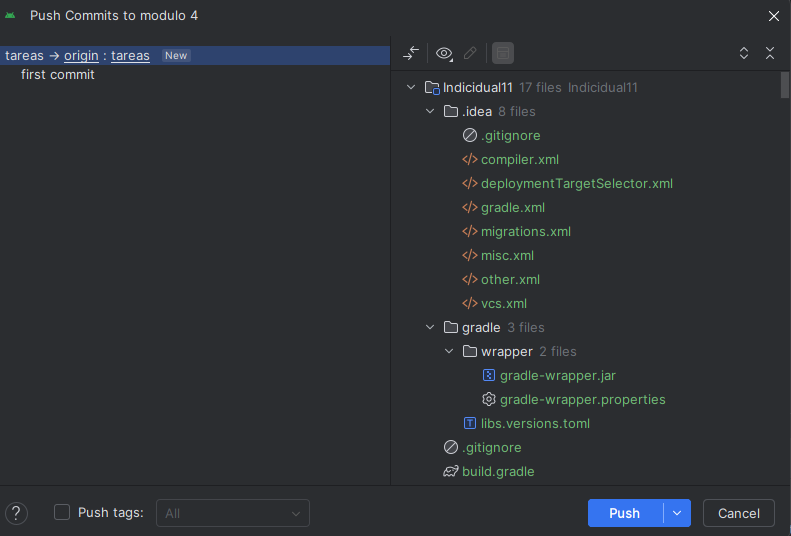 Push Commits to modulo 4
tareas → origin : tareas New
first commit
Indicidual11 17 files Indicidual11
.idea 8 files
.gitignore
compiler.xml
deploymentTargetSelector.xml
gradle.xml
migrations.xml
misc.xml
other.xml
vcs.xml
gradle 3 files
wrapper 2 files
gradle-wrapper.jar
gradle-wrapper.properties
libs.versions.toml
.gitignore
build.gradle
? Push tags: All Push Cancel